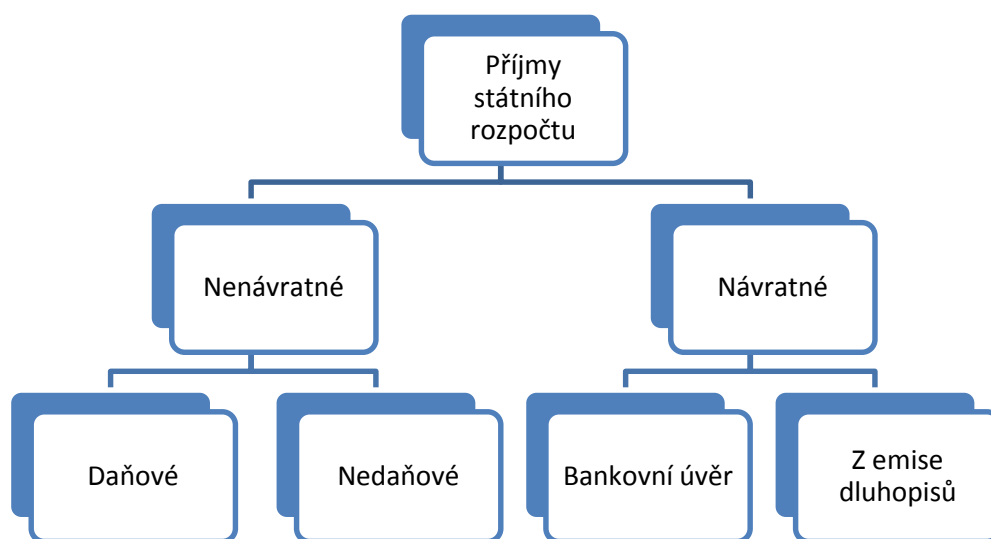 Příjmy
státního
rozpočtu
Nenávratné
Návratné
Daňové
Nedaňové
Bankovní úvěr
Z emise
dluhopisů